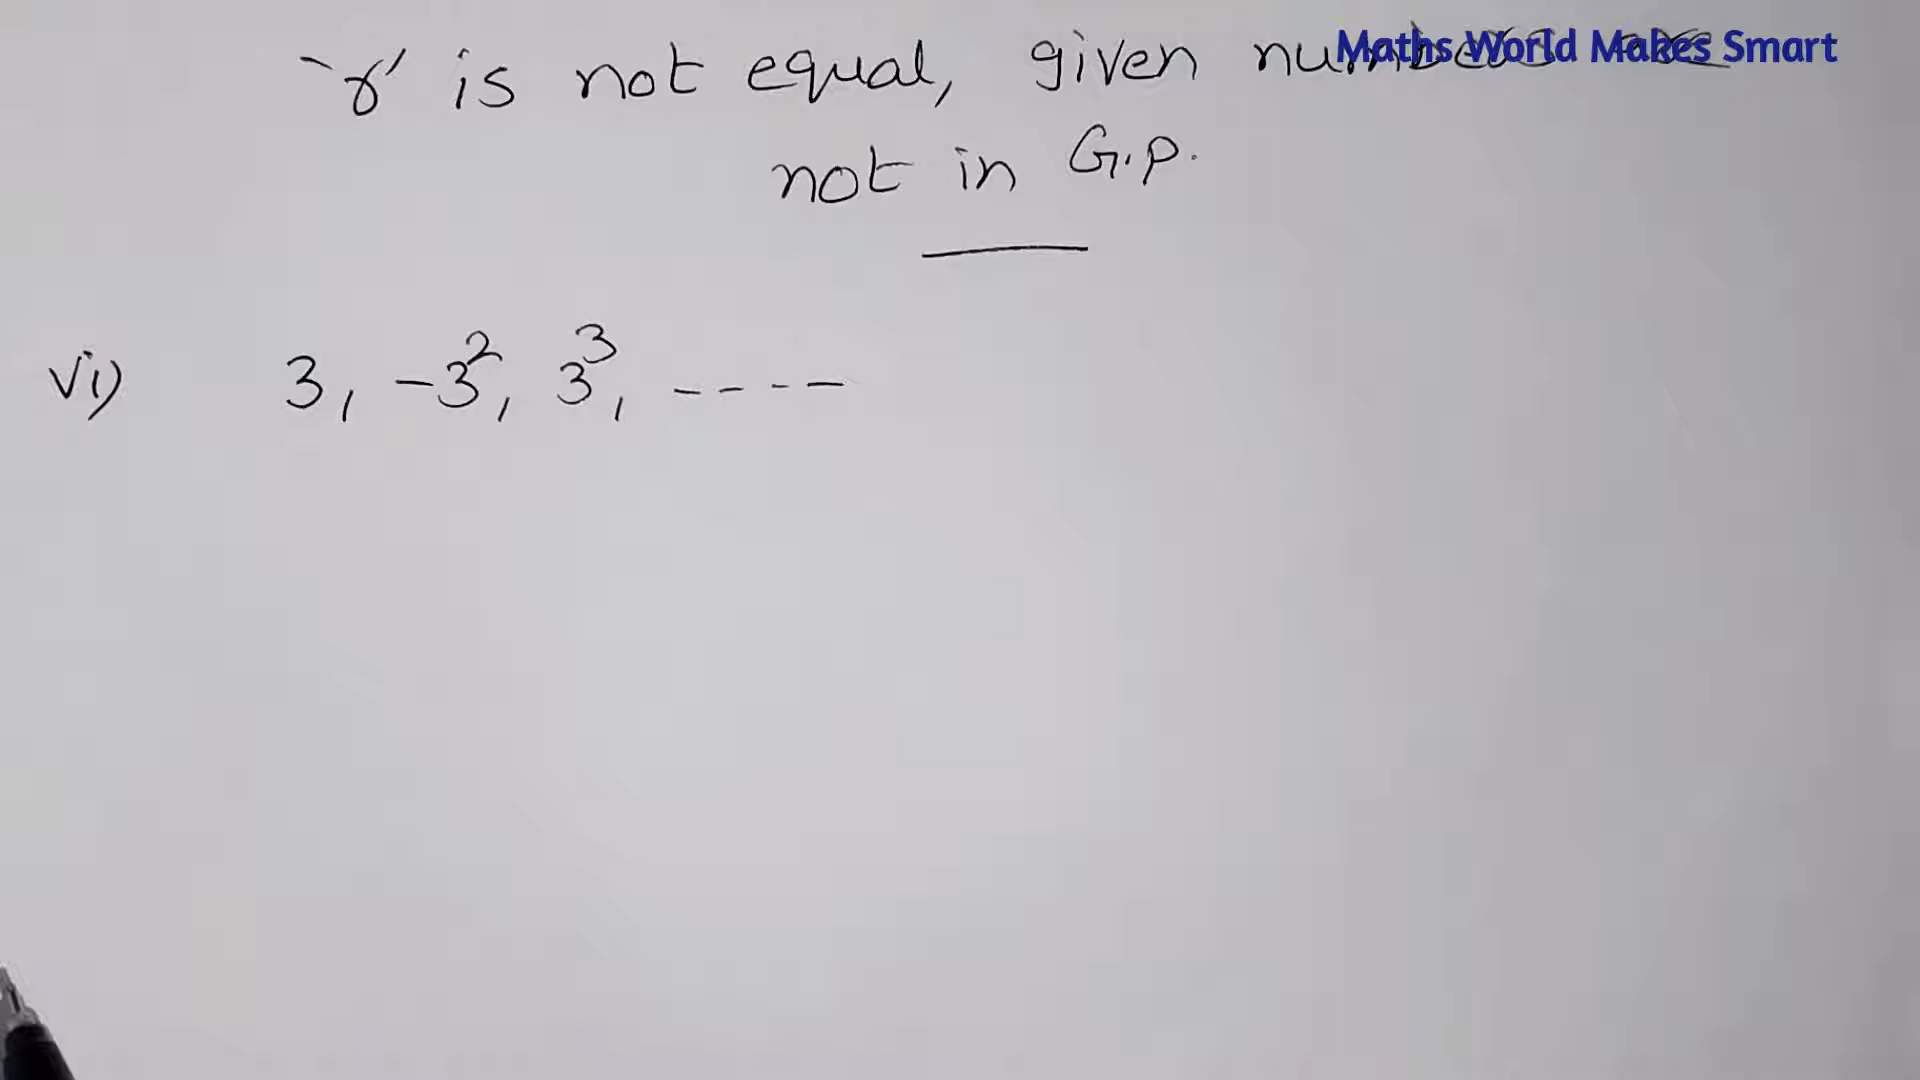 'r' is not equal, given numbers are
Maths World Makes Smart
not in G.P.
vi) 3, -3², 3³, - - - -